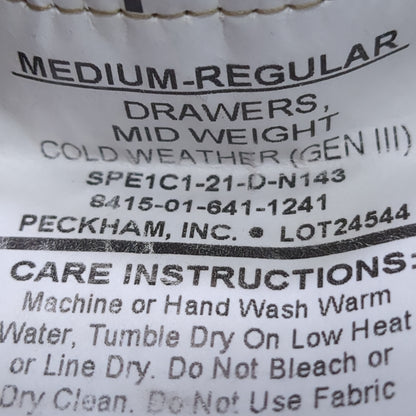 MEDIUM-REGULAR
DRAWERS,
MID WEIGHT
COLD WEATHER (GEN III)
SPE1C1-21-D-N143
8415-01-641-1241
PECKHAM, INC. • LOT24544
CARE INSTRUCTIONS:
Machine or Hand Wash Warm
Water, Tumble Dry On Low Heat
or Line Dry. Do Not Bleach or
Dry Clean. Do Not Use Fabric